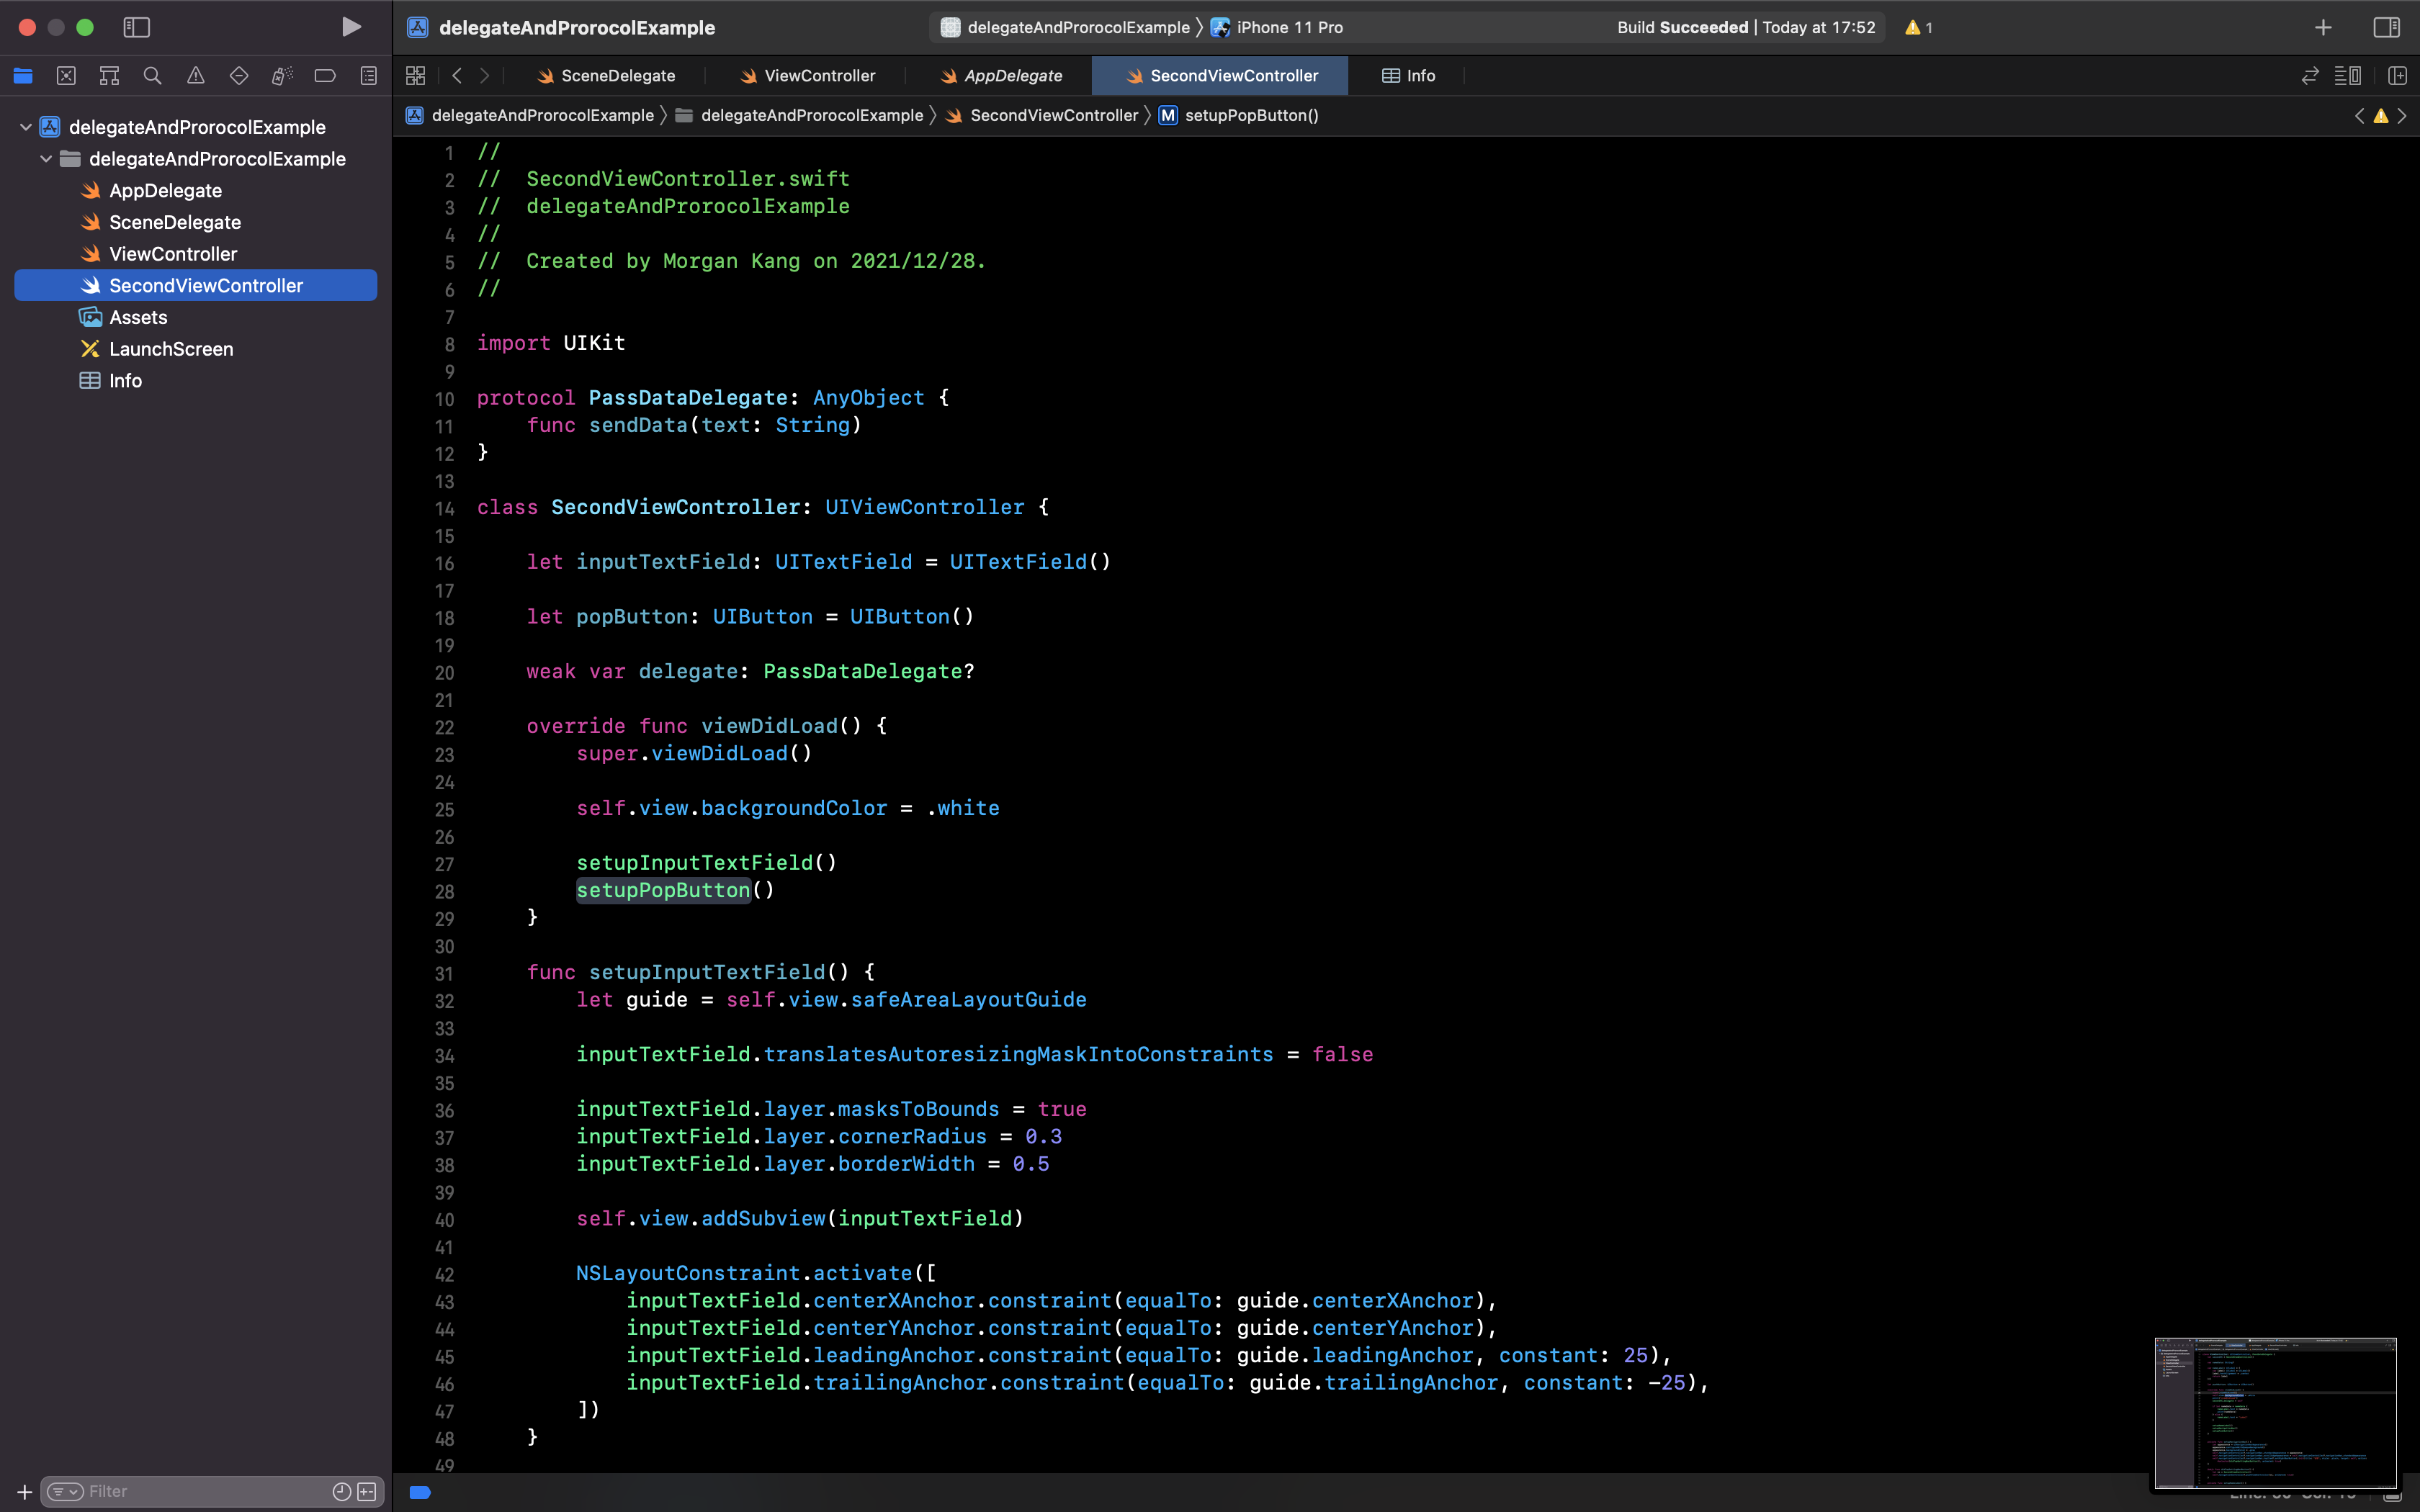 delegateAndProrocolExample
delegateAndProrocolExample 〉 iPhone 11 Pro
Build Succeeded | Today at 17:52
1
SceneDelegate
ViewController
AppDelegate
SecondViewController
Info
delegateAndProrocolExample 〉 delegateAndProrocolExample 〉 SecondViewController 〉 M setupPopButton()
delegateAndProrocolExample
delegateAndProrocolExample
AppDelegate
SceneDelegate
ViewController
SecondViewController
Assets
LaunchScreen
Info
Filter
1 //
2 //  SecondViewController.swift
3 //  delegateAndProrocolExample
4 //
5 //  Created by Morgan Kang on 2021/12/28.
6 //
7
8 import UIKit
9
10 protocol PassDataDelegate: AnyObject {
11     func sendData(text: String)
12 }
13
14 class SecondViewController: UIViewController {
15
16     let inputTextField: UITextField = UITextField()
17
18     let popButton: UIButton = UIButton()
19
20     weak var delegate: PassDataDelegate?
21
22     override func viewDidLoad() {
23         super.viewDidLoad()
24
25         self.view.backgroundColor = .white
26
27         setupInputTextField()
28         setupPopButton()
29     }
30
31     func setupInputTextField() {
32         let guide = self.view.safeAreaLayoutGuide
33
34         inputTextField.translatesAutoresizingMaskIntoConstraints = false
35
36         inputTextField.layer.masksToBounds = true
37         inputTextField.layer.cornerRadius = 0.3
38         inputTextField.layer.borderWidth = 0.5
39
40         self.view.addSubview(inputTextField)
41
42         NSLayoutConstraint.activate([
43             inputTextField.centerXAnchor.constraint(equalTo: guide.centerXAnchor),
44             inputTextField.centerYAnchor.constraint(equalTo: guide.centerYAnchor),
45             inputTextField.leadingAnchor.constraint(equalTo: guide.leadingAnchor, constant: 25),
46             inputTextField.trailingAnchor.constraint(equalTo: guide.trailingAnchor, constant: -25),
47         ])
48     }
49